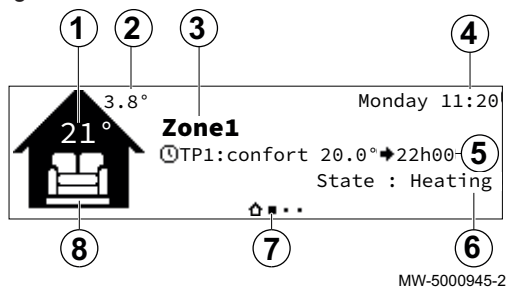 1 2 3 4
3.8° Monday 11:20
21° Zone1
TP1:confort 20.0°➜22h00 5
State : Heating
8 7 6
MW-5000945-2